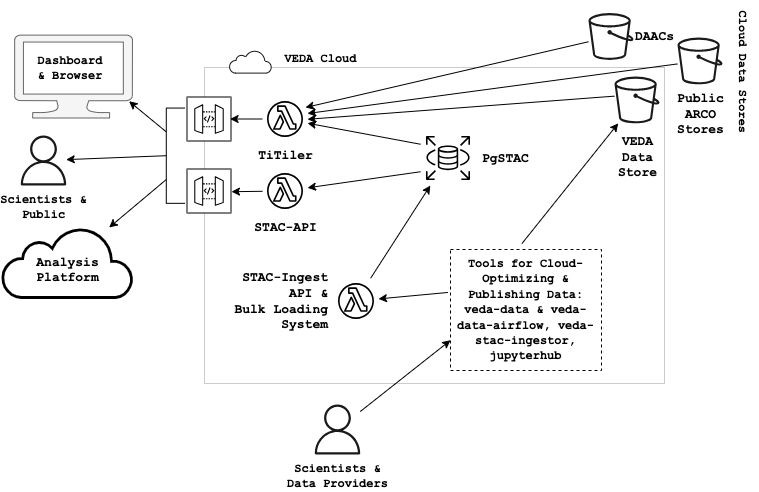 DAACs
Cloud Data Stores
Public
ARCO
Stores
VEDA Cloud
Dashboard
& Browser
</>
TiTiler
PgSTAC
VEDA
Data
Store
Scientists &
Public
</>
STAC-API
Analysis
Platform
STAC-Ingest
API &
Bulk Loading
System
Tools for Cloud-
Optimizing &
Publishing Data:
veda-data & veda-
data-airflow, veda-
stac-ingestor,
jupyterhub
Scientists &
Data Providers